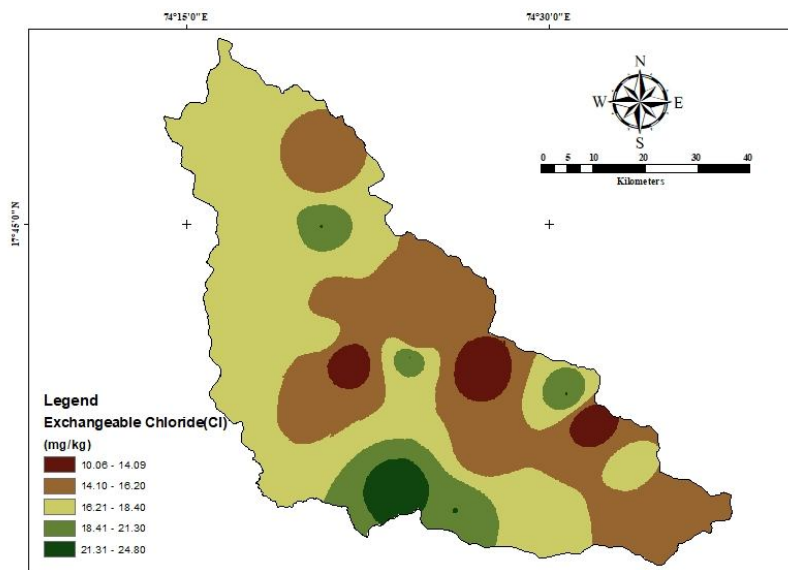 74°15'0"E 74°30'0"E
N
W E
S
0 5 10 20 30 40
Kilometers
17°45'0"N
Legend
Exchangeable Chloride(Cl)
(mg/kg)
10.06 - 14.09
14.10 - 16.20
16.21 - 18.40
18.41 - 21.30
21.31 - 24.80